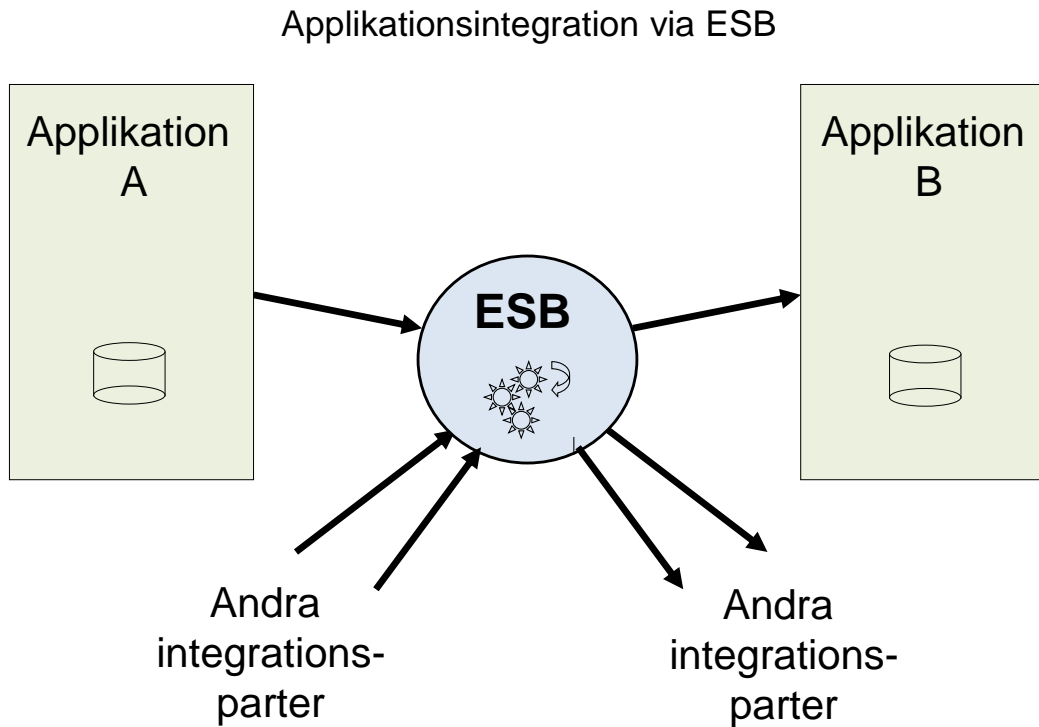 Applikationsintegration via ESB
Applikation
A
Applikation
B
ESB
Andra
integrations-
parter
Andra
integrations-
parter